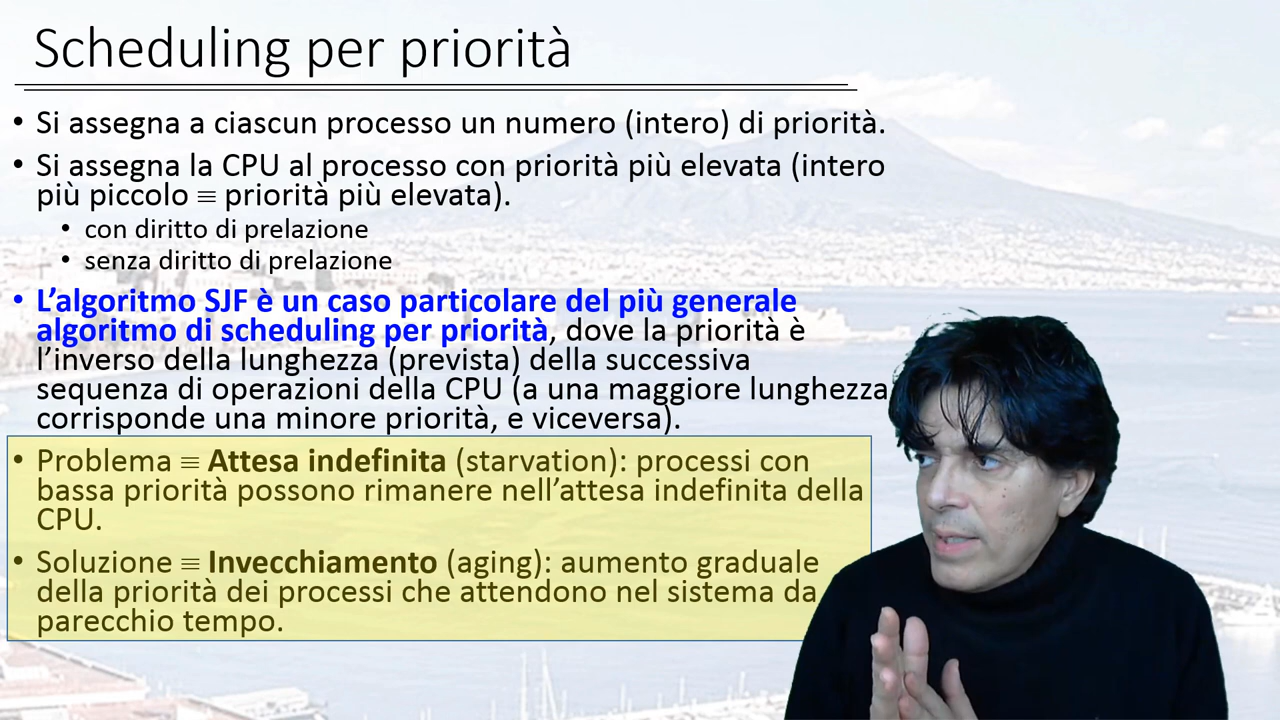 Scheduling per priorità
• Si assegna a ciascun processo un numero (intero) di priorità.
• Si assegna la CPU al processo con priorità più elevata (intero
più piccolo ≡ priorità più elevata).
• con diritto di prelazione
• senza diritto di prelazione
• L’algoritmo SJF è un caso particolare del più generale
algoritmo di scheduling per priorità, dove la priorità è
l’inverso della lunghezza (prevista) della successiva
sequenza di operazioni della CPU (a una maggiore lunghezza
corrisponde una minore priorità, e viceversa).
• Problema ≡ Attesa indefinita (starvation): processi con
bassa priorità possono rimanere nell’attesa indefinita della
CPU.
• Soluzione ≡ Invecchiamento (aging): aumento graduale
della priorità dei processi che attendono nel sistema da
parecchio tempo.